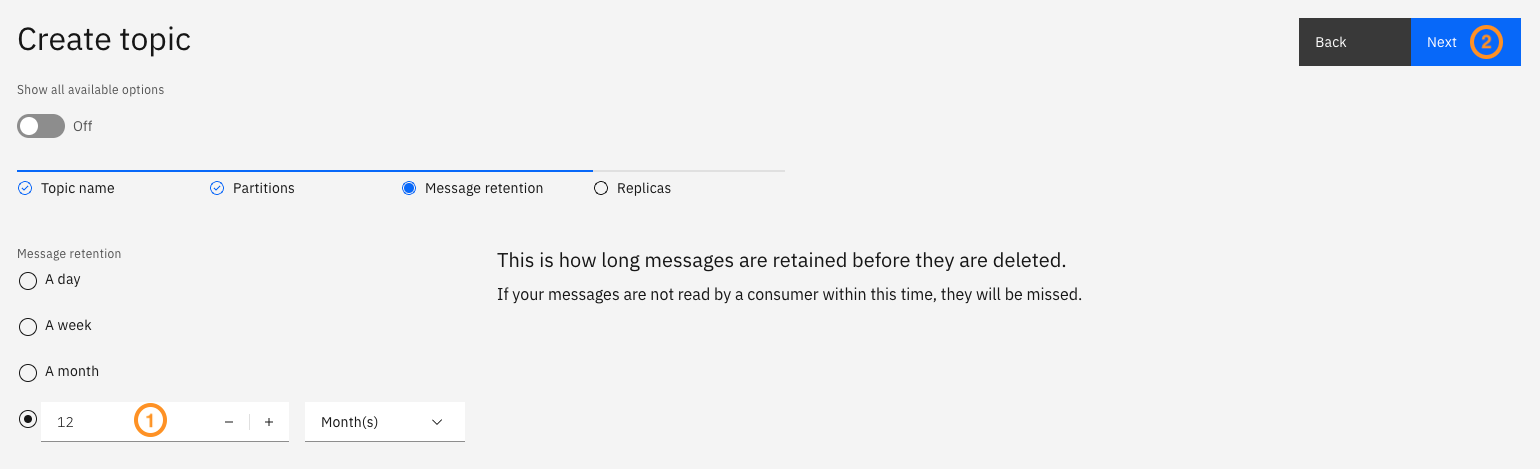 Create topic
Back
Next 2
Show all available options
Off
Topic name
Partitions
Message retention
Replicas
Message retention
This is how long messages are retained before they are deleted.
A day
If your messages are not read by a consumer within this time, they will be missed.
A week
A month
12 1 − +
Month(s)